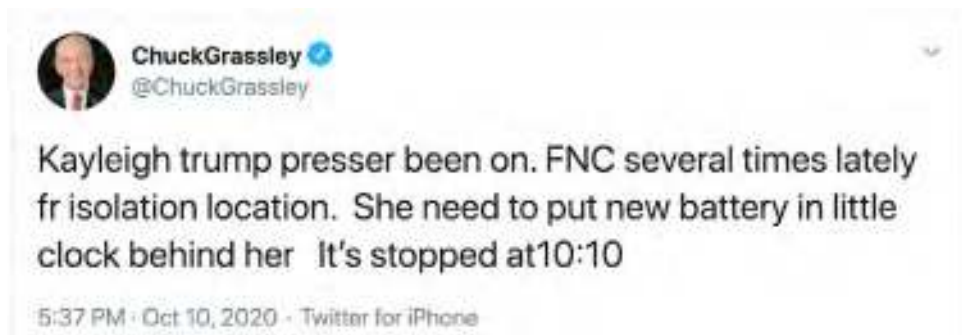 ChuckGrassley
@ChuckGrassley
Kayleigh trump presser been on. FNC several times lately
fr isolation location.  She need to put new battery in little
clock behind her   It's stopped at10:10
5:37 PM · Oct 10, 2020 · Twitter for iPhone